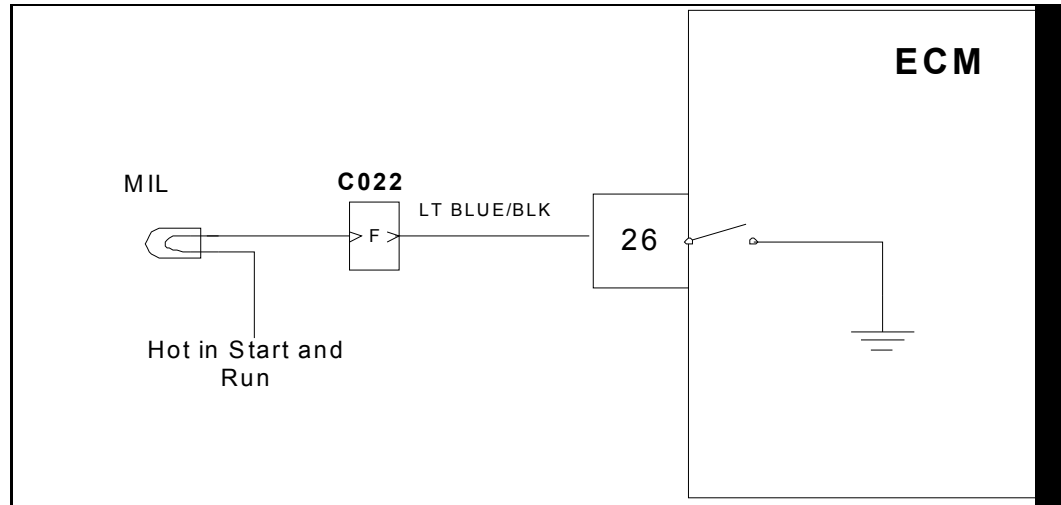 ECM
MIL
C022
LT BLUE/BLK
F
26
Hot in Start and
Run